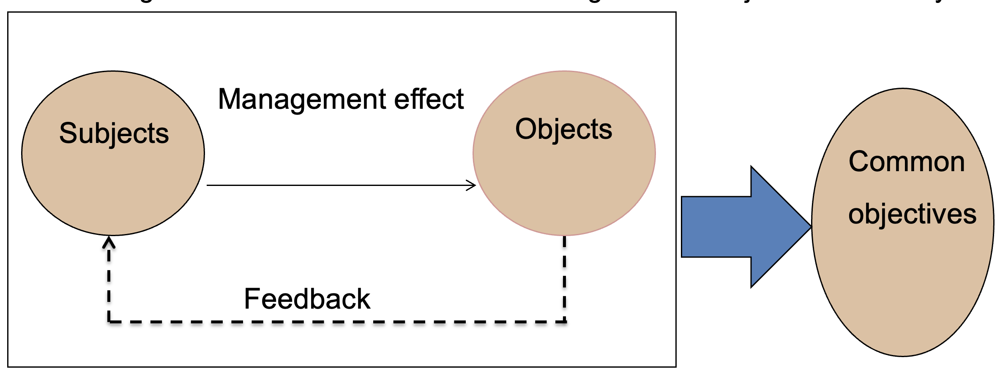 Management effect
Subjects
Objects
Common
objectives
Feedback